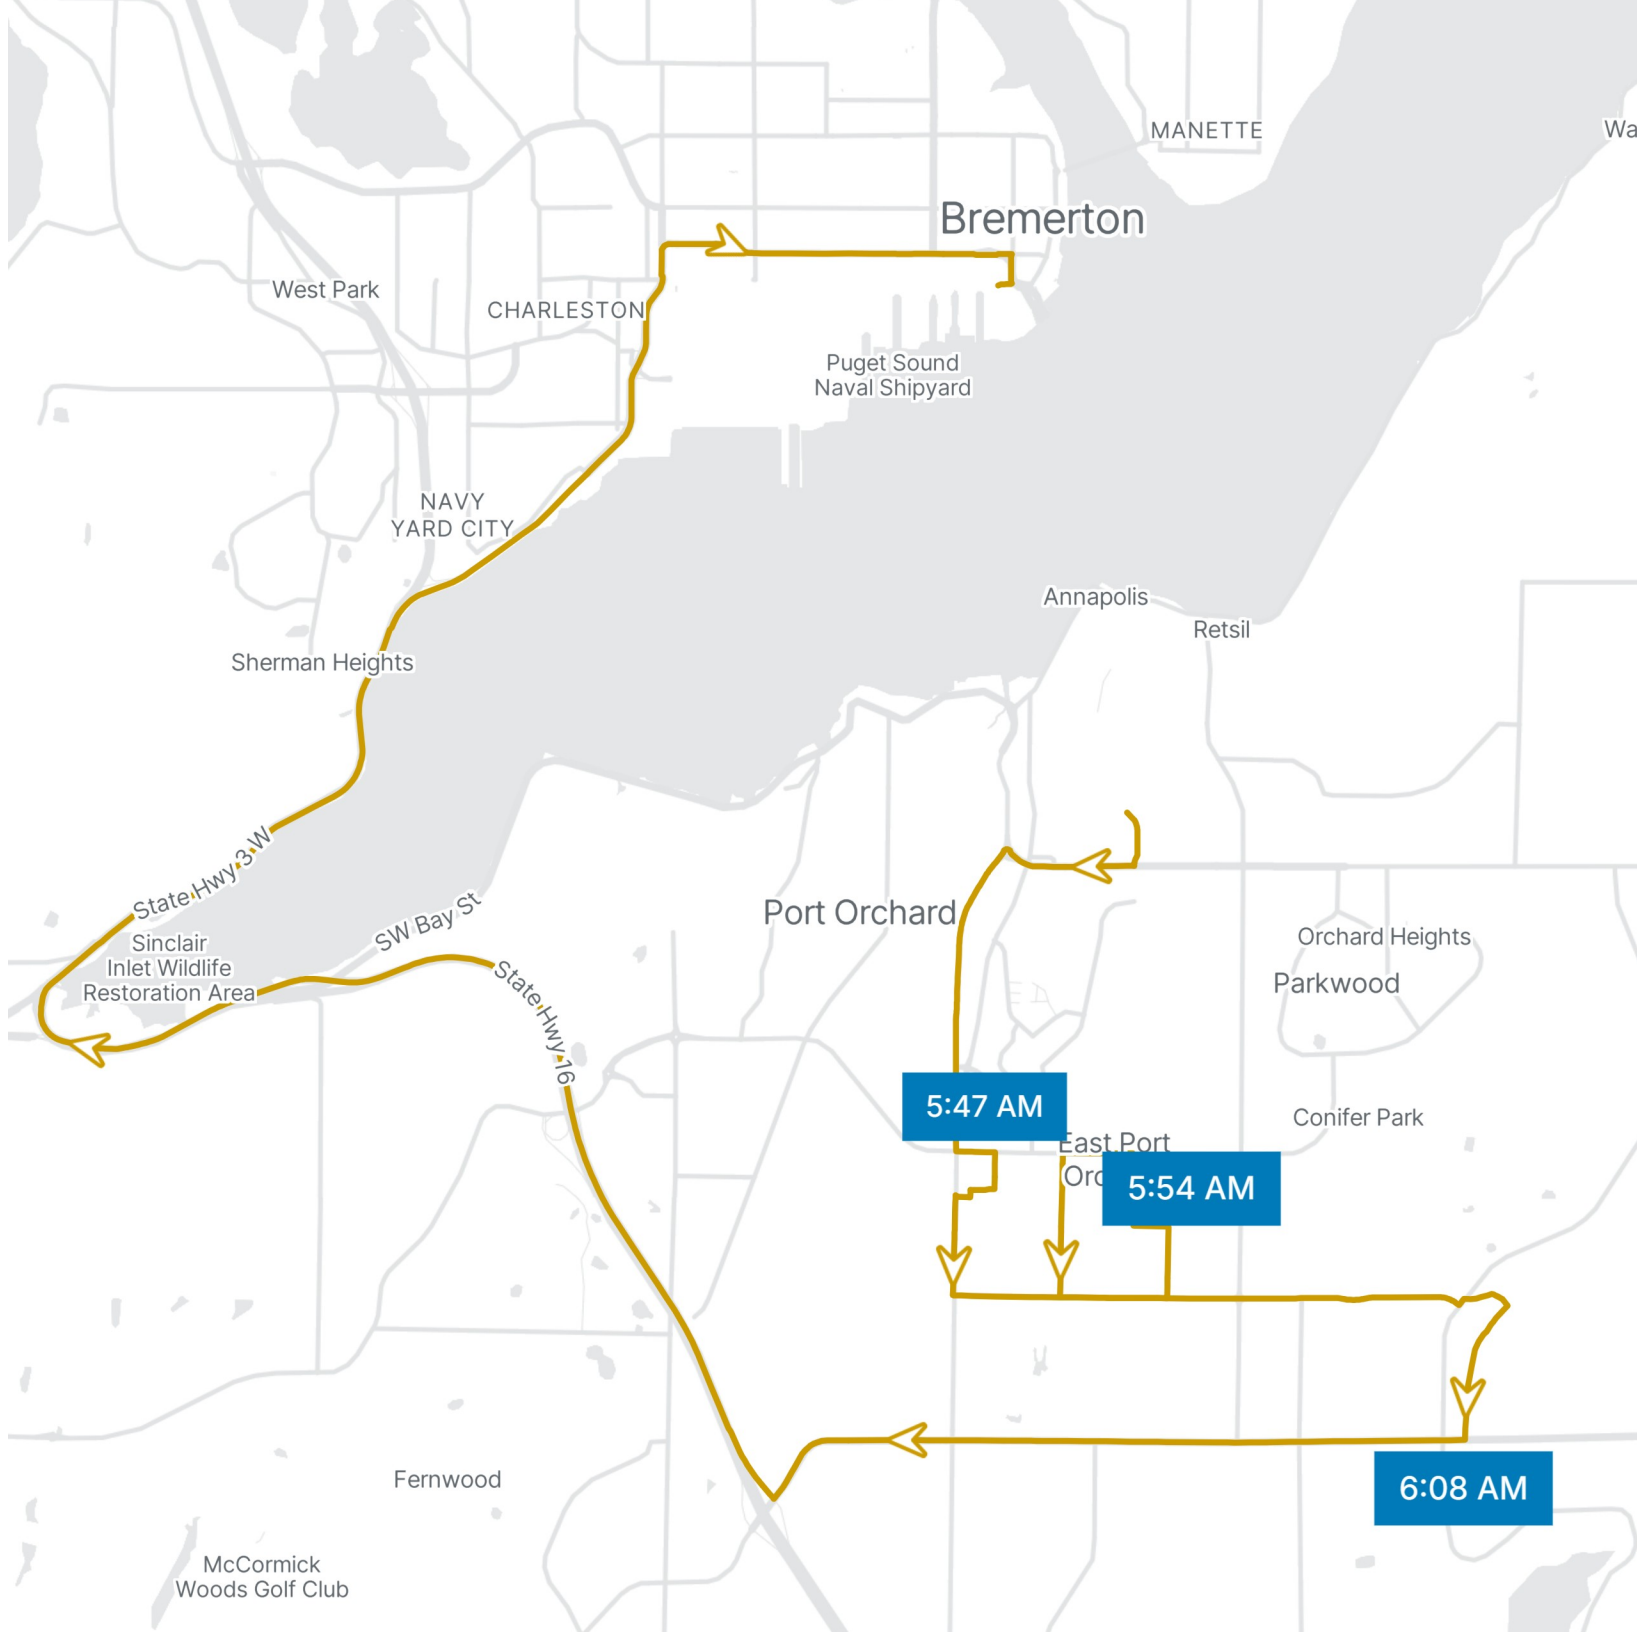 MANETTE
Wa
Bremerton
West Park
CHARLESTON
Puget Sound
Naval Shipyard
NAVY
YARD CITY
Annapolis
Retsil
Sherman Heights
State Hwy 3 W
SW Bay St
Port Orchard
Sinclair
Inlet Wildlife
Restoration Area
Orchard Heights
Parkwood
State Hwy 16
5:47 AM
Conifer Park
East Port
Orc
5:54 AM
Fernwood
6:08 AM
McCormick
Woods Golf Club